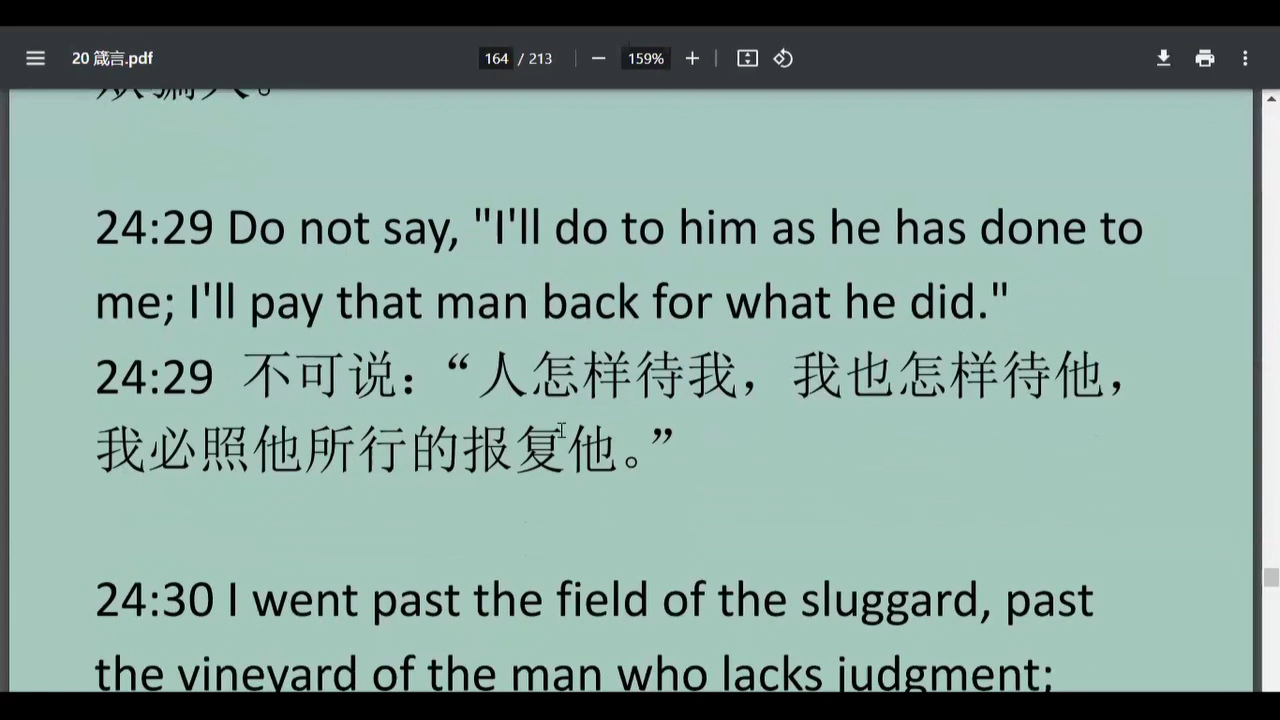 20 箴言.pdf
164 / 213
159%
24:29 Do not say, "I'll do to him as he has done to
me; I'll pay that man back for what he did."
24:29 不可说：“人怎样待我，我也怎样待他，
我必照他所行的报复他。”
24:30 I went past the field of the sluggard, past
the vineyard of the man who lacks judgment;